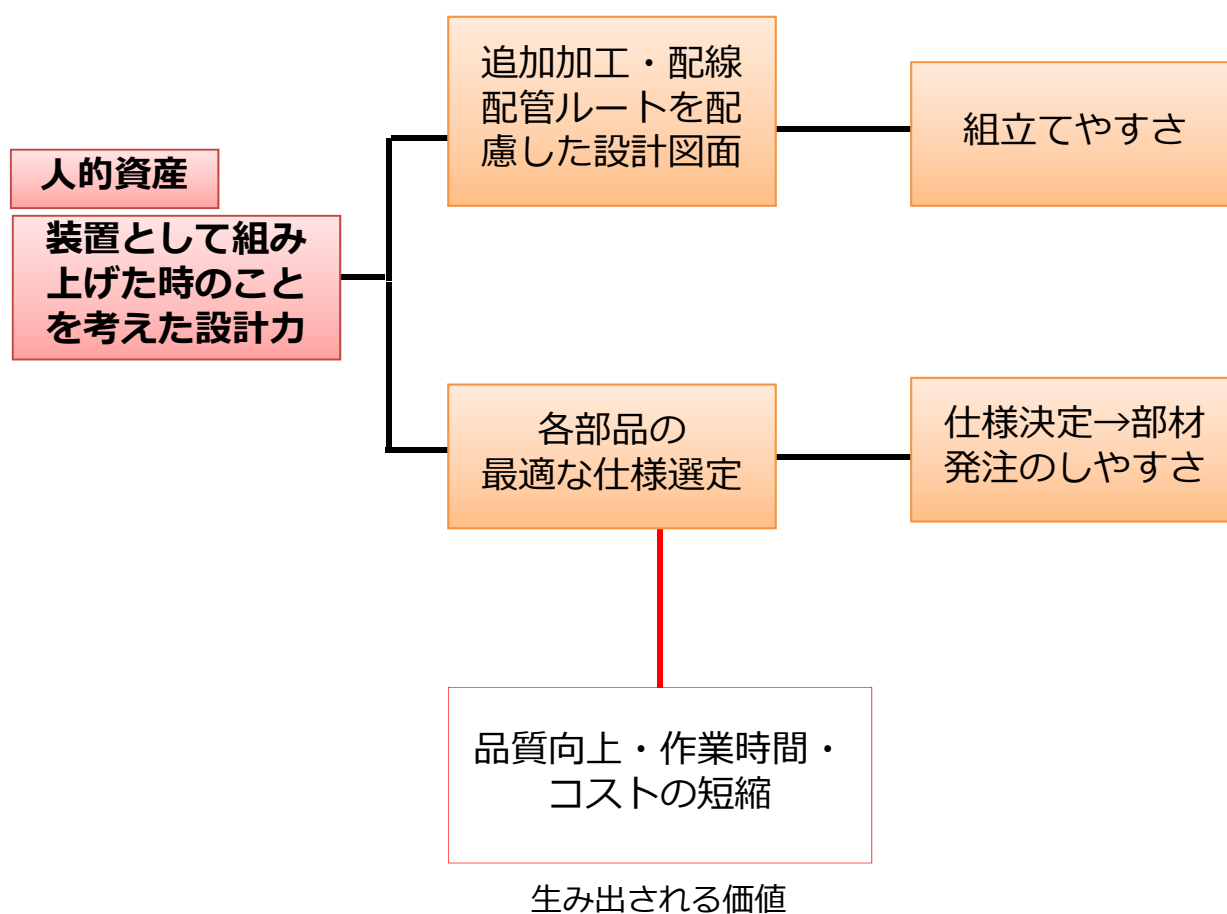 人的資産
装置として組み
上げた時のこと
を考えた設計力
追加加工・配線
配管ルートを配
慮した設計図面
組立てやすさ
各部品の
最適な仕様選定
仕様決定→部材
発注のしやすさ
品質向上・作業時間・
コストの短縮
生み出される価値